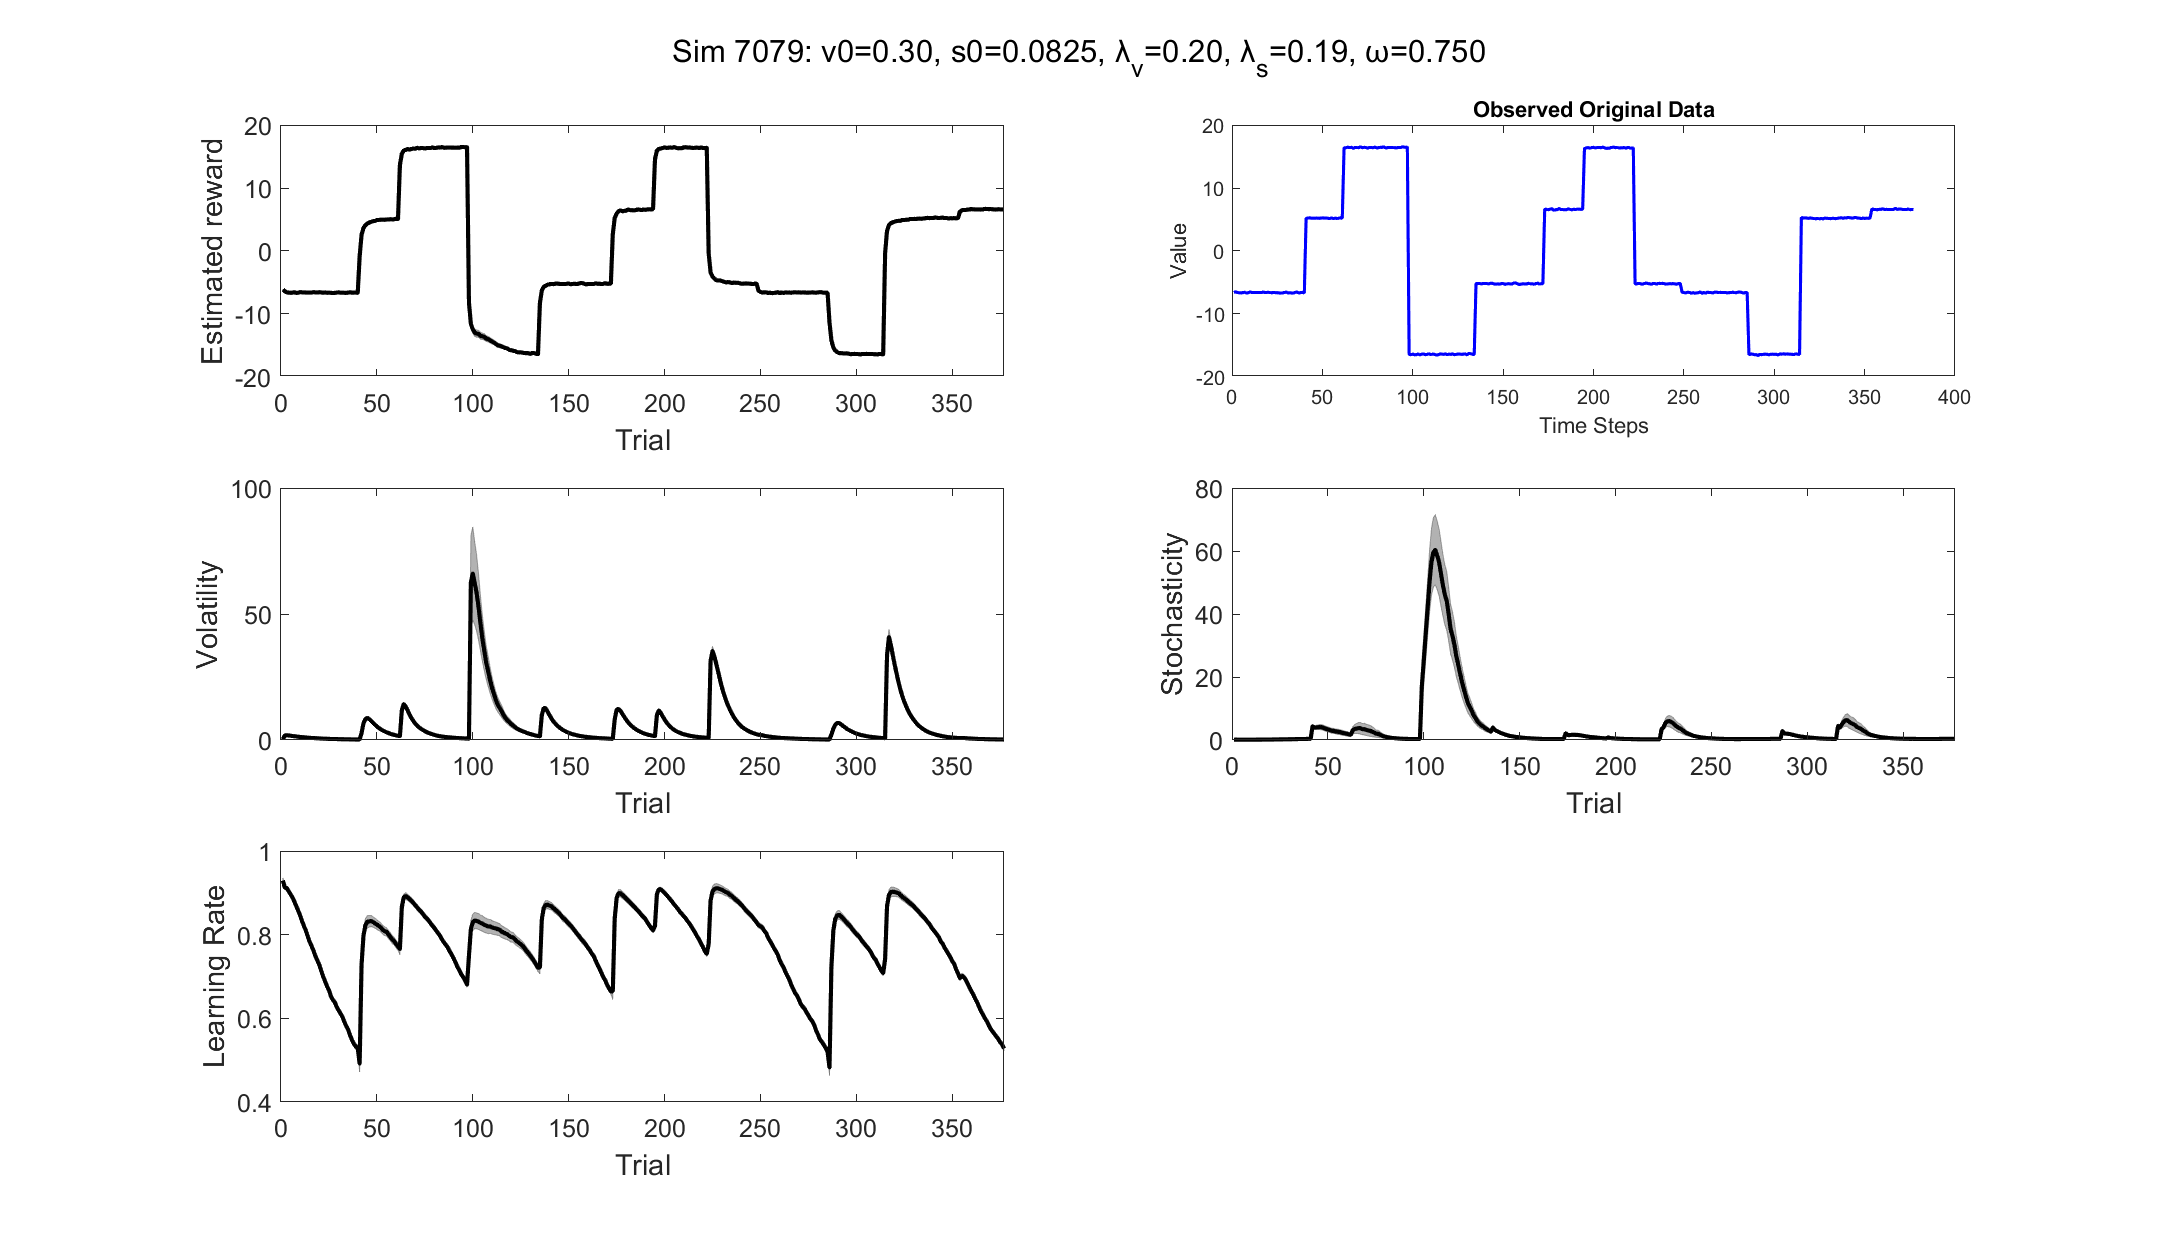 Sim 7079: v0=0.30, s0=0.0825, λ_v=0.20, λ_s=0.19, ω=0.750
Estimated reward
20
10
0
-10
-20
0 50 100 150 200 250 300 350
Trial
Observed Original Data
Value
20
10
0
-10
-20
0 50 100 150 200 250 300 350 400
Time Steps
Volatility
100
50
0
0 50 100 150 200 250 300 350
Trial
Stochasticity
80
60
40
20
0
0 50 100 150 200 250 300 350
Trial
Learning Rate
1
0.8
0.6
0.4
0 50 100 150 200 250 300 350
Trial